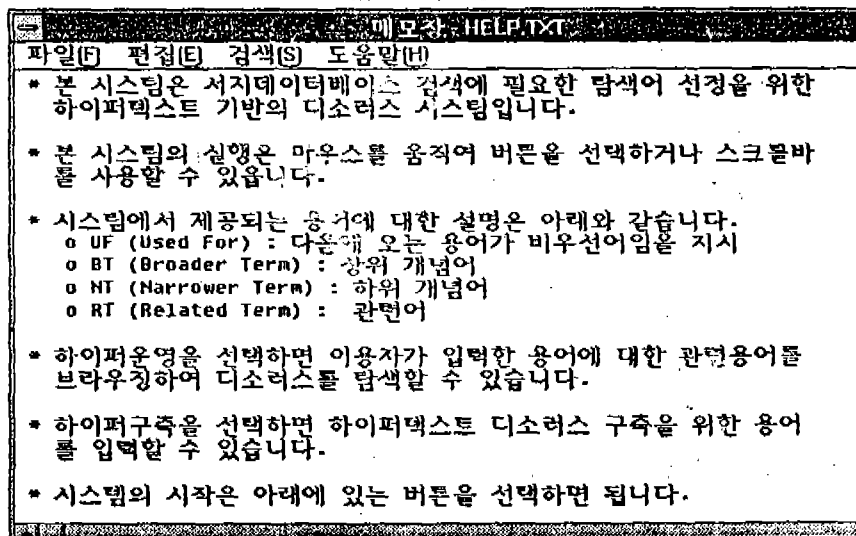 메모장 - HELP.TXT
파일(F) 편집(E) 검색(S) 도움말(H)
* 본 시스템은 서지데이터베이스 검색에 필요한 탐색어 선정을 위한
하이퍼텍스트 기반의 디소러스 시스템입니다.
* 본 시스템의 실행은 마우스를 움직여 버튼을 선택하거나 스크롤바
를 사용할 수 있읍니다.
* 시스템에서 제공되는 용어에 대한 설명은 아래와 같습니다.
o UF (Used For) : 다음에 오는 용어가 비우선어임을 지시
o BT (Broader Term) : 상위 개념어
o NT (Narrower Term) : 하위 개념어
o RT (Related Term) : 관련어
* 하이퍼운영을 선택하면 이용자가 입력한 용어에 대한 관련용어를
브라우징하여 디소러스를 탐색할 수 있습니다.
* 하이퍼구축을 선택하면 하이퍼텍스트 디소러스 구축을 위한 용어
를 입력할 수 있습니다.
* 시스템의 시작은 아래에 있는 버튼을 선택하면 됩니다.